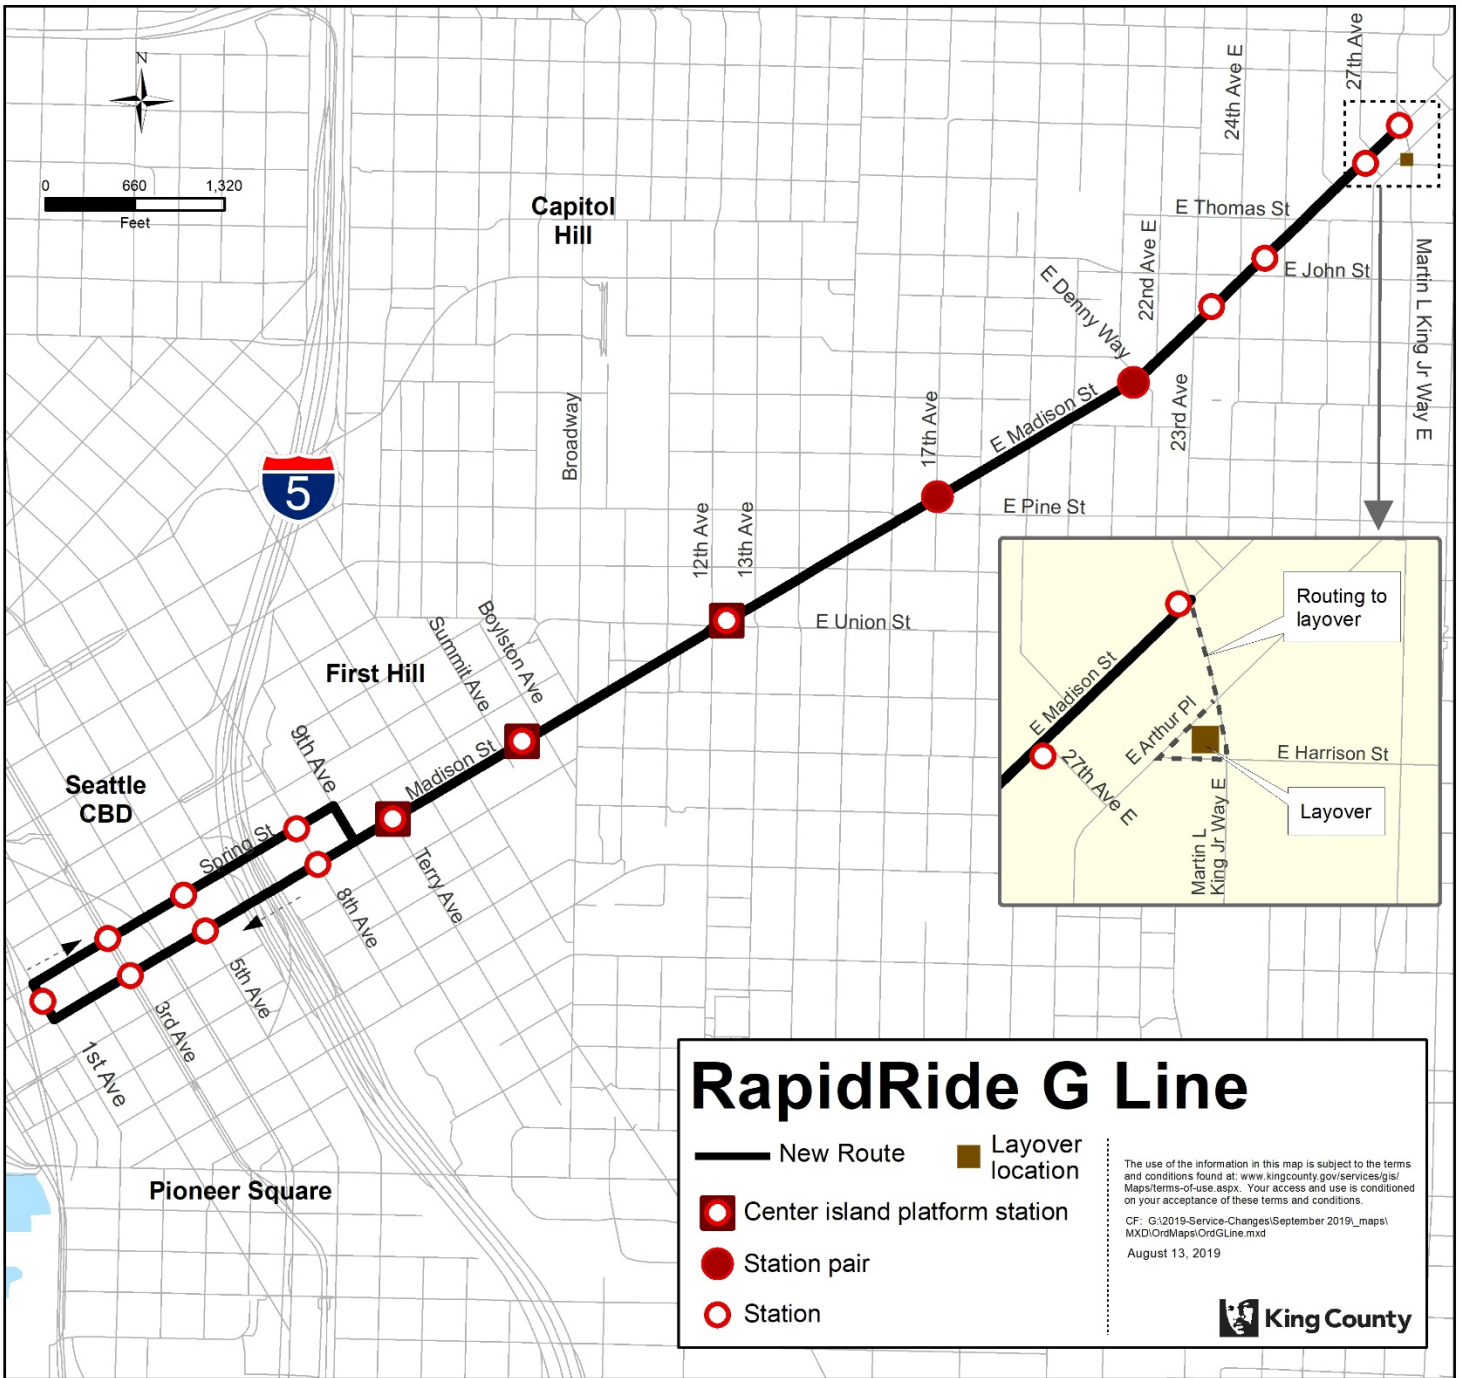 N
0 660 1,320
Feet
27th Ave
24th Ave E
Capitol
Hill
E Thomas St
22nd Ave E
E John St
E Denny Way
Martin L King Jr Way E
23rd Ave
17th Ave
E Madison St
Broadway
5
E Pine St
12th Ave
13th Ave
E Union St
Boylston Ave
Summit Ave
First Hill
9th Ave
Madison St
Seattle
CBD
Spring St
Terry Ave
8th Ave
5th Ave
3rd Ave
1st Ave
Pioneer Square
Routing to
layover
E Madison St
E Arthur Pl
E Harrison St
27th Ave E
Layover
Martin L
King Jr Way E
RapidRide G Line
New Route
Layover
location
Center island platform station
Station pair
Station
The use of the information in this map is subject to the terms
and conditions found at: www.kingcounty.gov/services/gis/
Maps/terms-of-use.aspx. Your access and use is conditioned
on your acceptance of these terms and conditions.
CF: G:\2019-Service-Changes\September 2019\_maps\
MXD\OrdMaps\OrdGLine.mxd
August 13, 2019
King County